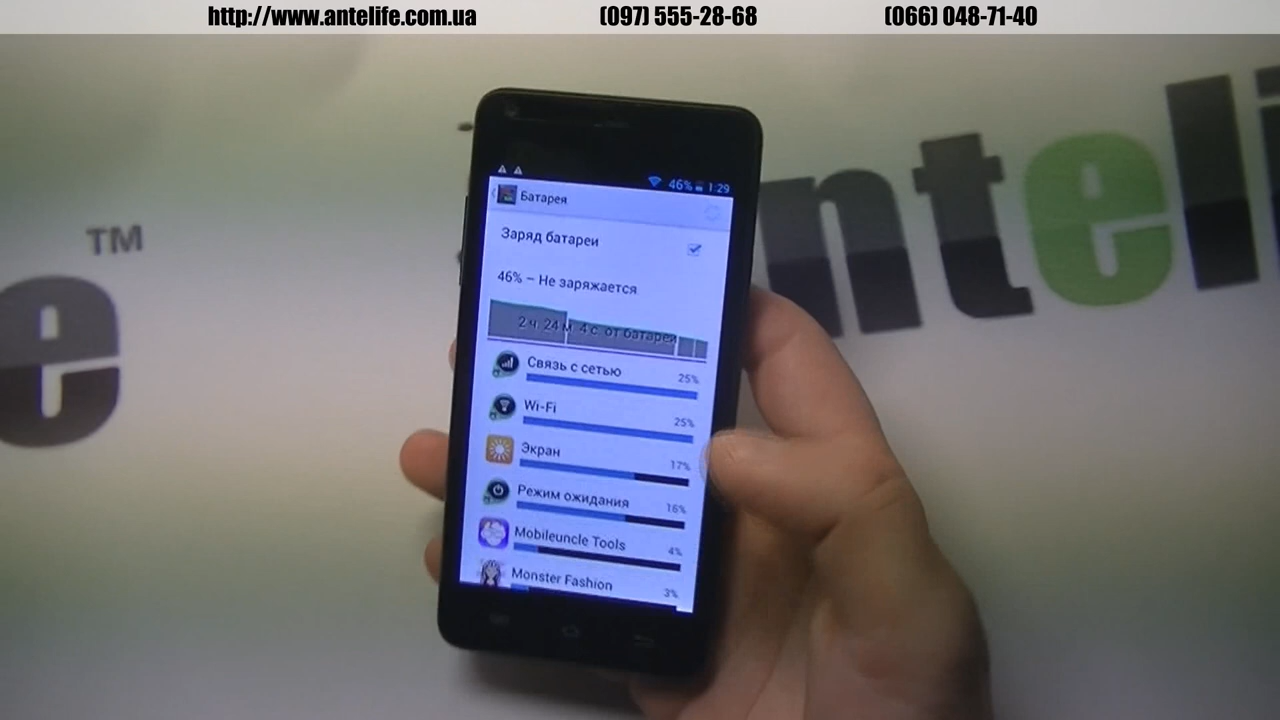 http://www.antelife.com.ua (097) 555-28-68 (066) 048-71-40
e™
anteli
46% 1:29
Батарея
Заряд батареи
46% – Не заряжается
2 ч. 24 м. 4 с. от батареи
Связь с сетью 25%
Wi-Fi 25%
Экран 17%
Режим ожидания 16%
Mobileuncle Tools 4%
Monster Fashion 3%